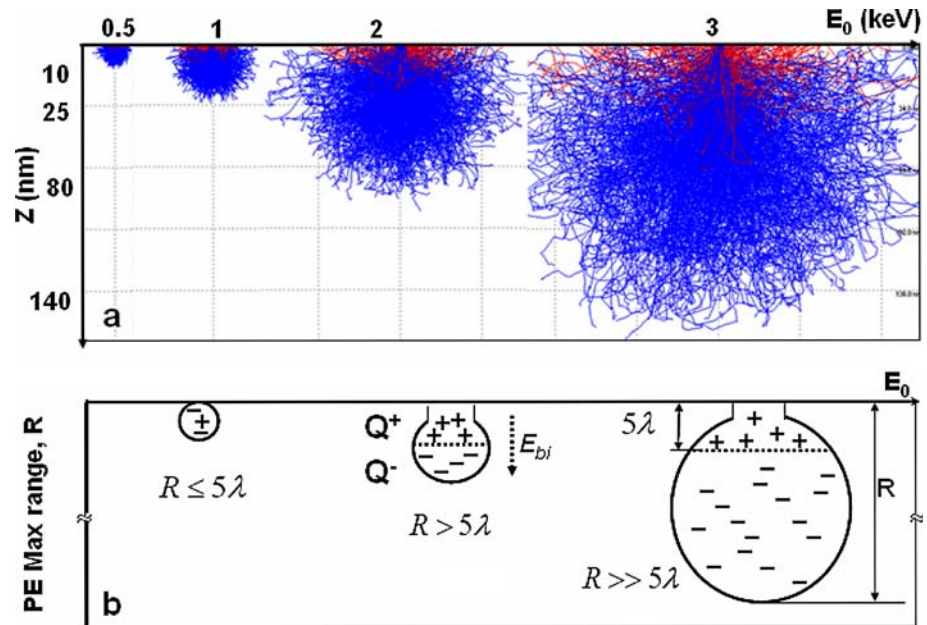 0.5 1 2 3 E₀ (keV)
10
25
80
140
Z (nm)
a
E₀
PE Max range, R
R ≤ 5λ
Q⁺
Q⁻
E_bi
R > 5λ
5λ
R
R >> 5λ
b